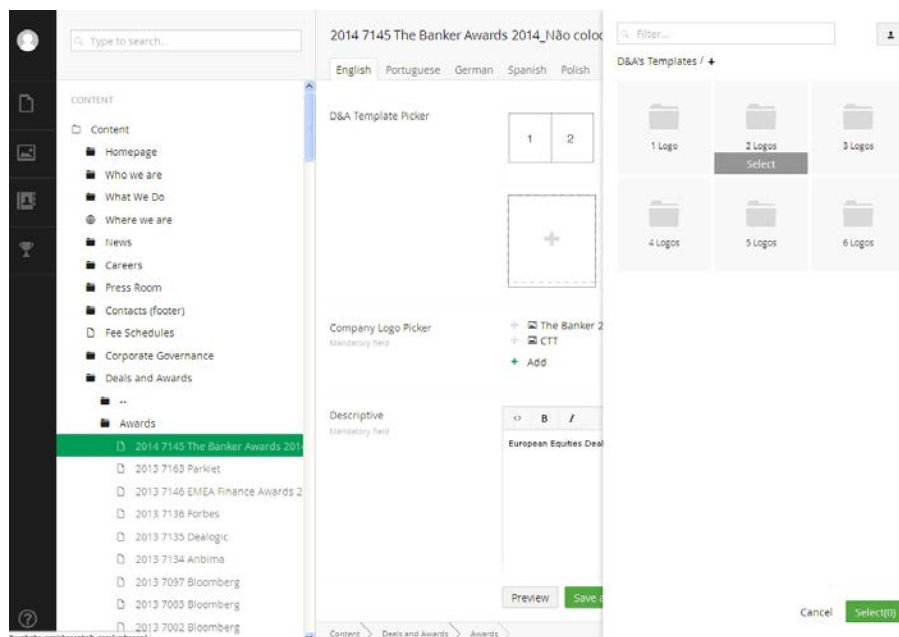 Type to search...
CONTENT
Content
Homepage
Who we are
What We Do
Where we are
News
Careers
Press Room
Contacts (footer)
Fee Schedules
Corporate Governance
Deals and Awards
--
Awards
2014 7145 The Banker Awards 201
2013 7163 Parkiet
2013 7146 EMEA Finance Awards 2
2013 7136 Forbes
2013 7135 Dealogic
2013 7134 Anbima
2013 7097 Bloomberg
2013 7003 Bloomberg
2013 7002 Bloomberg
2014 7145 The Banker Awards 2014_Não coloc
English Portuguese German Spanish Polish
D&A Template Picker
1 2
Company Logo Picker
Mandatory field
The Banker 2
CTT
Add
Descriptive
Mandatory field
B I
European Equities Deal
Preview Save a
Content Deals and Awards Awards
Filter...
D&A's Templates / +
1 Logo 2 Logos 3 Logos
Select
4 Logos 5 Logos 6 Logos
Cancel Select(0)